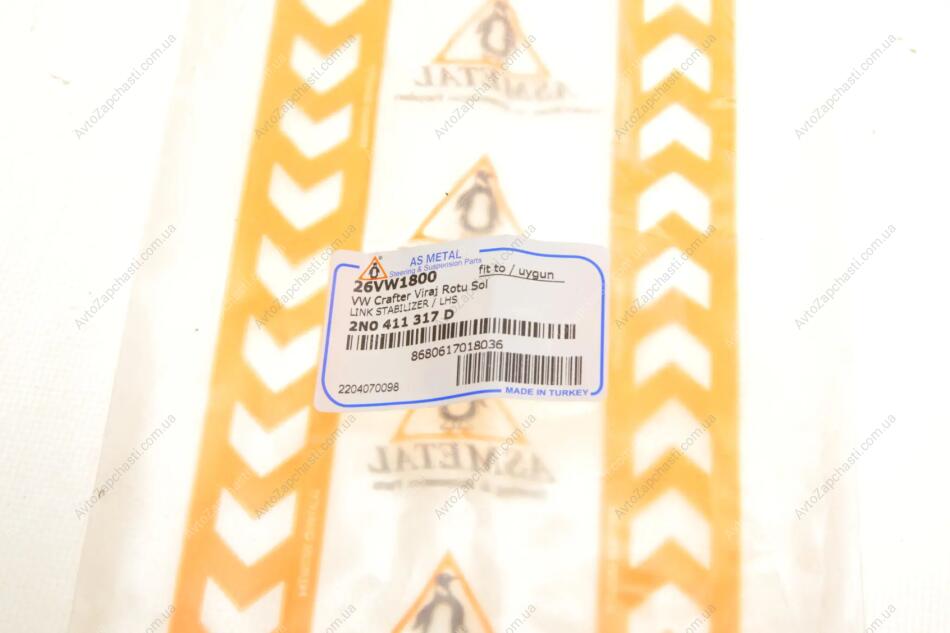 ASMETAL
AS METAL
Steering & Suspension Parts
26VW1800
fit to / uygun
VW Crafter Viraj Rotu Sol
LINK STABILIZER / LHS
2N0 411 317 D
8680617018036
2204070098
MADE IN TURKEY
ASMETAL
AvtoZapchasti.com.ua